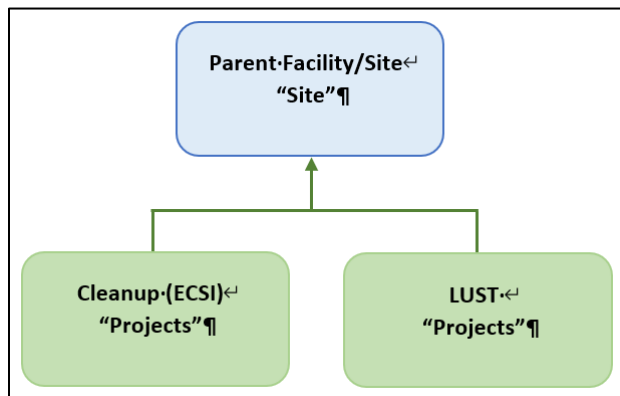 Parent·Facility/Site↵
“Site”¶
Cleanup·(ECSI)↵
“Projects”¶
LUST·↵
“Projects”¶